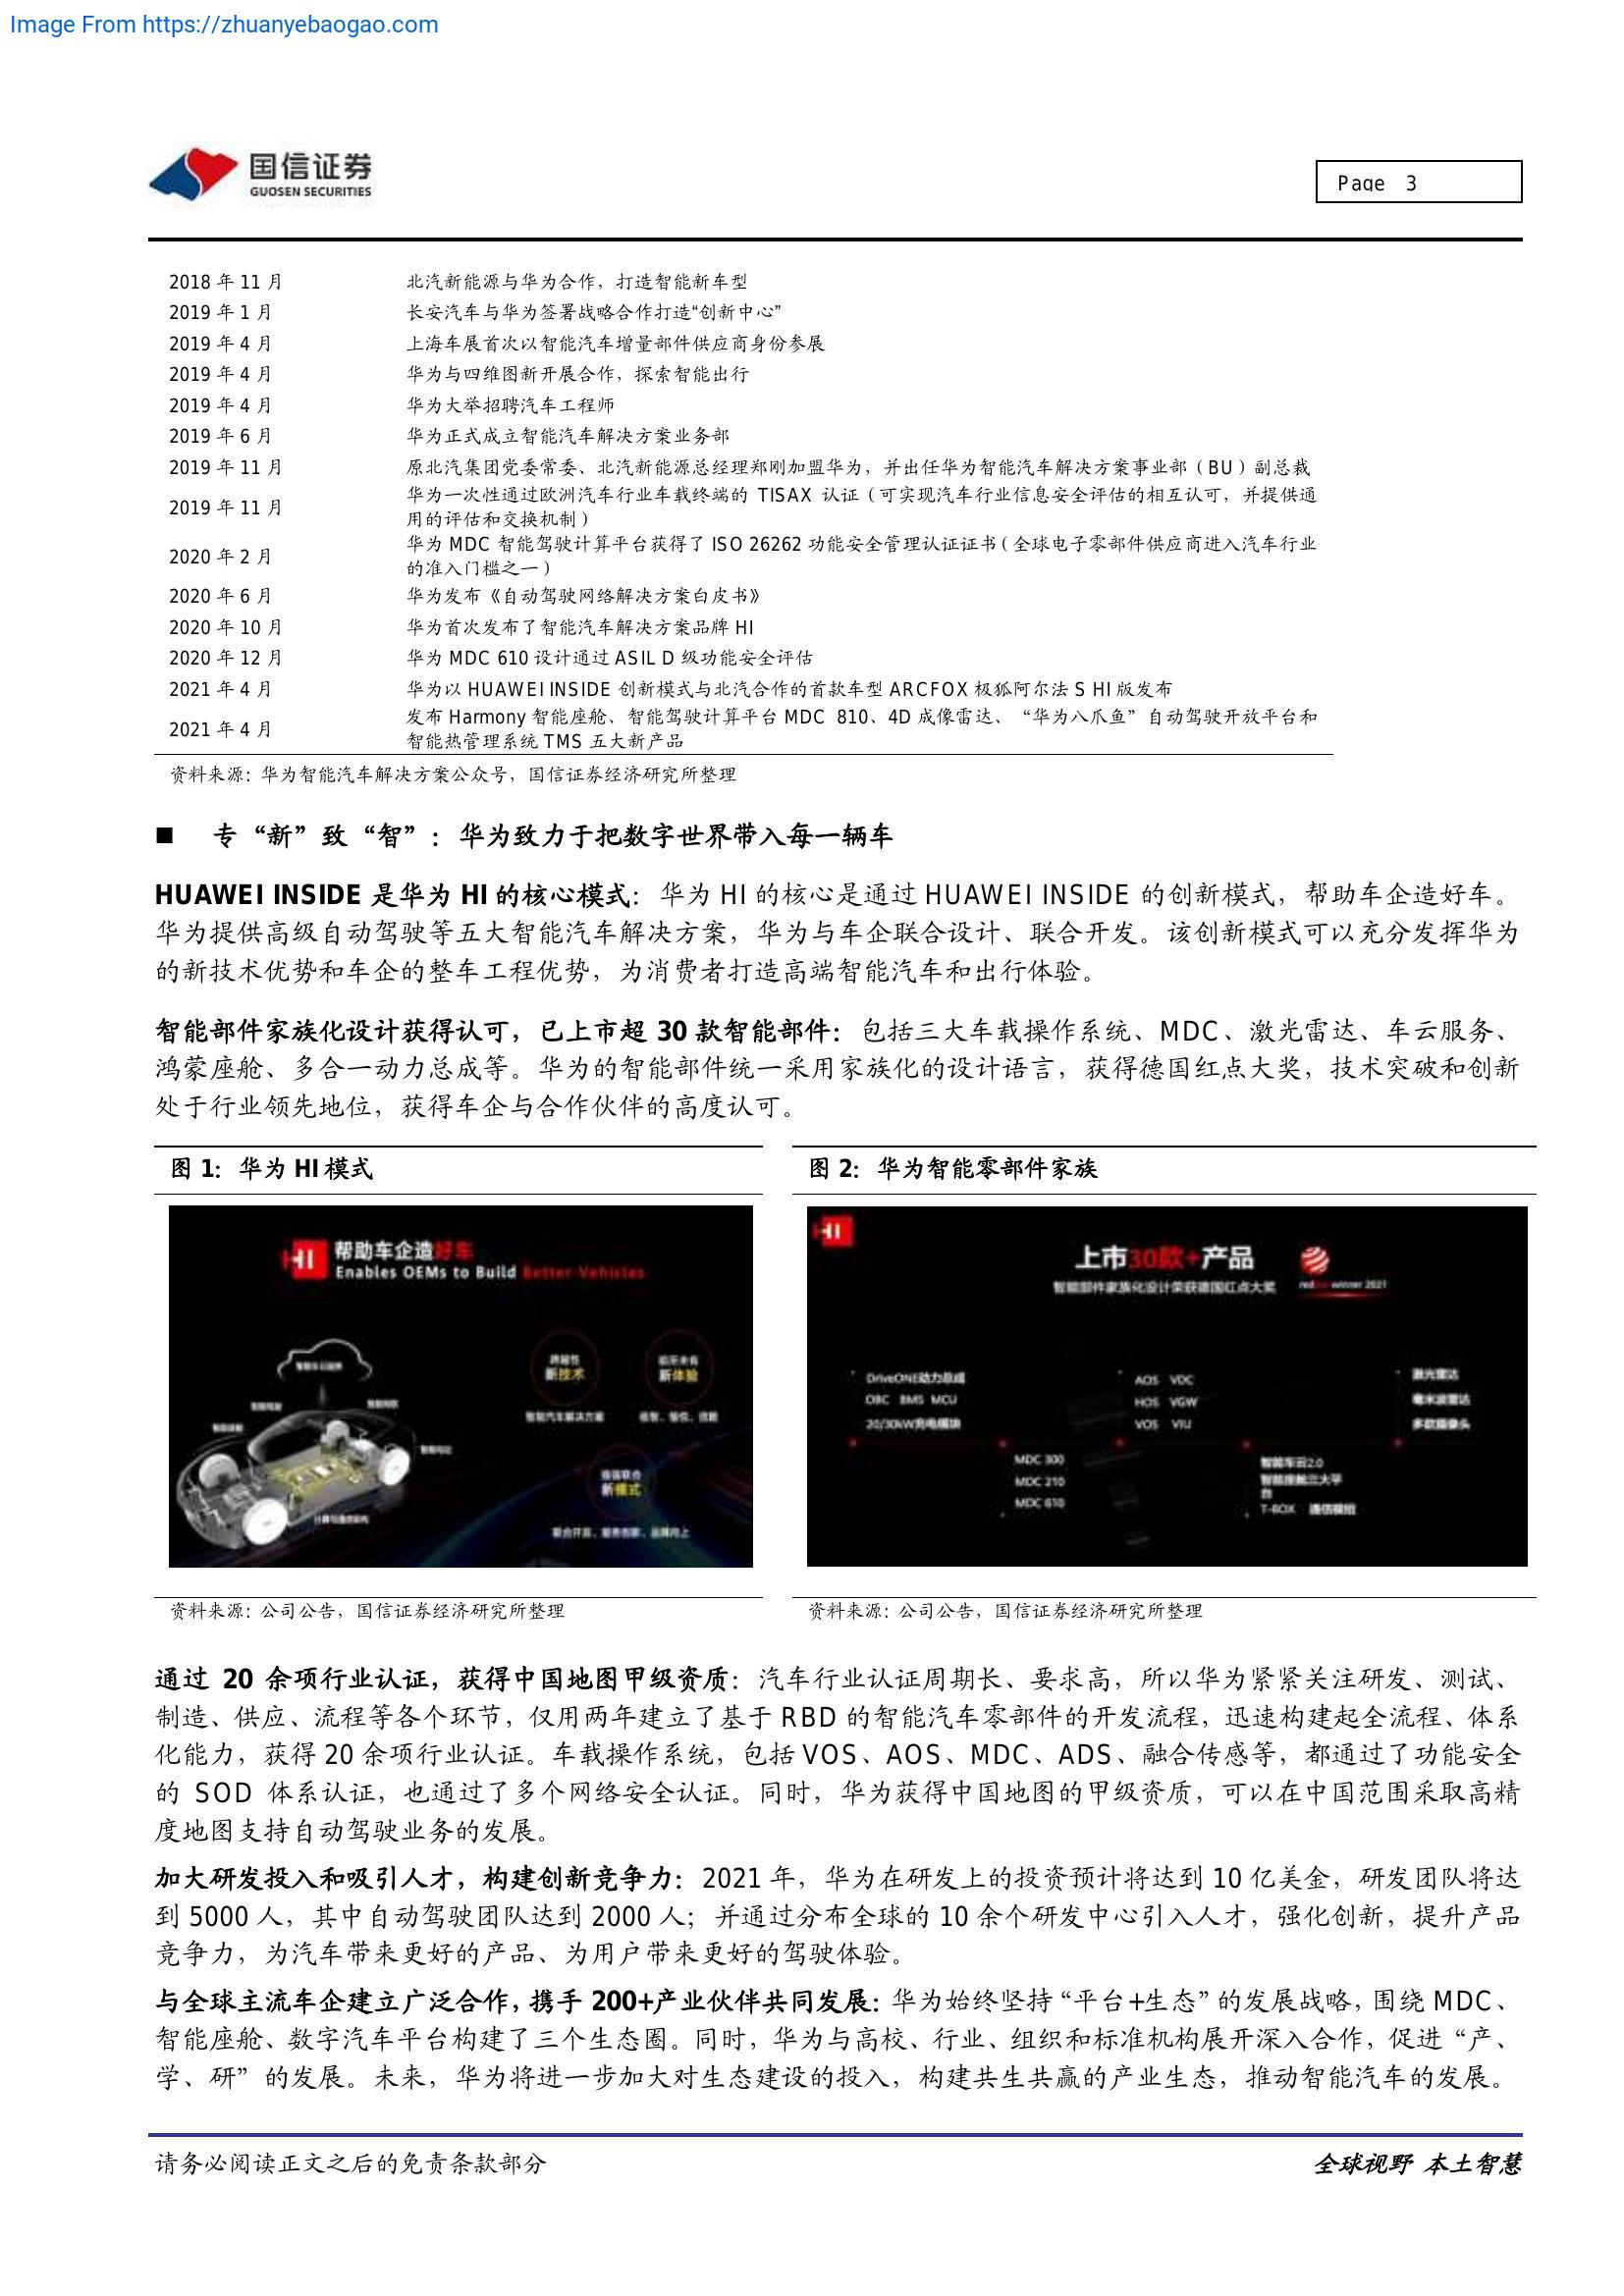 Image From https://zhuanyebaogao.com
国信证券
GUOSEN SECURITIES
Page 3
2018 年 11 月 北汽新能源与华为合作，打造智能新车型
2019 年 1 月 长安汽车与华为签署战略合作打造“创新中心”
2019 年 4 月 上海车展首次以智能汽车增量部件供应商身份参展
2019 年 4 月 华为与四维图新开展合作，探索智能出行
2019 年 4 月 华为大举招聘汽车工程师
2019 年 6 月 华为正式成立智能汽车解决方案业务部
2019 年 11 月 原北汽集团党委常委、北汽新能源总经理郑刚加盟华为，并出任华为智能汽车解决方案事业部（BU）副总裁
2019 年 11 月 华为一次性通过欧洲汽车行业车载终端的 TISAX 认证（可实现汽车行业信息安全评估的相互认可，并提供通
用的评估和交换机制）
2020 年 2 月 华为 MDC 智能驾驶计算平台获得了 ISO 26262 功能安全管理认证证书（全球电子零部件供应商进入汽车行业
的准入门槛之一）
2020 年 6 月 华为发布《自动驾驶网络解决方案白皮书》
2020 年 10 月 华为首次发布了智能汽车解决方案品牌 HI
2020 年 12 月 华为 MDC 610 设计通过 ASIL D 级功能安全评估
2021 年 4 月 华为以 HUAWEI INSIDE 创新模式与北汽合作的首款车型 ARCFOX 极狐阿尔法 S HI 版发布
2021 年 4 月 发布 Harmony 智能座舱、智能驾驶计算平台 MDC 810、4D 成像雷达、“华为八爪鱼”自动驾驶开放平台和
智能热管理系统 TMS 五大新产品
资料来源：华为智能汽车解决方案公众号，国信证券经济研究所整理
■ 专“新”致“智”：华为致力于把数字世界带入每一辆车
HUAWEI INSIDE 是华为 HI 的核心模式：华为 HI 的核心是通过 HUAWEI INSIDE 的创新模式，帮助车企造好车。
华为提供高级自动驾驶等五大智能汽车解决方案，华为与车企联合设计、联合开发。该创新模式可以充分发挥华为
的新技术优势和车企的整车工程优势，为消费者打造高端智能汽车和出行体验。
智能部件家族化设计获得认可，已上市超 30 款智能部件：包括三大车载操作系统、MDC、激光雷达、车云服务、
鸿蒙座舱、多合一动力总成等。华为的智能部件统一采用家族化的设计语言，获得德国红点大奖，技术突破和创新
处于行业领先地位，获得车企与合作伙伴的高度认可。
图 1：华为 HI 模式
HI 帮助车企造好车
Enables OEMs to Build Better Vehicles
新技术
新体验
智能汽车解决方案
新模式
图 2：华为智能零部件家族
HI
上市30款+产品
智能部件家族化设计荣获德国红点大奖
winner 2021
DriveONE动力总成
OBC BMS MCU
20/30kW充电模块
AOS VDC
HOS VGW
VOS VIU
激光雷达
毫米波雷达
多款摄像头
MDC 300
MDC 210
MDC 610
智能车云2.0
T-BOX 通信模组
资料来源：公司公告，国信证券经济研究所整理
资料来源：公司公告，国信证券经济研究所整理
通过 20 余项行业认证，获得中国地图甲级资质：汽车行业认证周期长、要求高，所以华为紧紧关注研发、测试、
制造、供应、流程等各个环节，仅用两年建立了基于 RBD 的智能汽车零部件的开发流程，迅速构建起全流程、体系
化能力，获得 20 余项行业认证。车载操作系统，包括 VOS、AOS、MDC、ADS、融合传感等，都通过了功能安全
的 SOD 体系认证，也通过了多个网络安全认证。同时，华为获得中国地图的甲级资质，可以在中国范围采取高精
度地图支持自动驾驶业务的发展。
加大研发投入和吸引人才，构建创新竞争力：2021 年，华为在研发上的投资预计将达到 10 亿美金，研发团队将达
到 5000 人，其中自动驾驶团队达到 2000 人；并通过分布全球的 10 余个研发中心引入人才，强化创新，提升产品
竞争力，为汽车带来更好的产品、为用户带来更好的驾驶体验。
与全球主流车企建立广泛合作，携手 200+产业伙伴共同发展：华为始终坚持“平台+生态”的发展战略，围绕 MDC、
智能座舱、数字汽车平台构建了三个生态圈。同时，华为与高校、行业、组织和标准机构展开深入合作，促进“产、
学、研”的发展。未来，华为将进一步加大对生态建设的投入，构建共生共赢的产业生态，推动智能汽车的发展。
请务必阅读正文之后的免责条款部分
全球视野 本土智慧